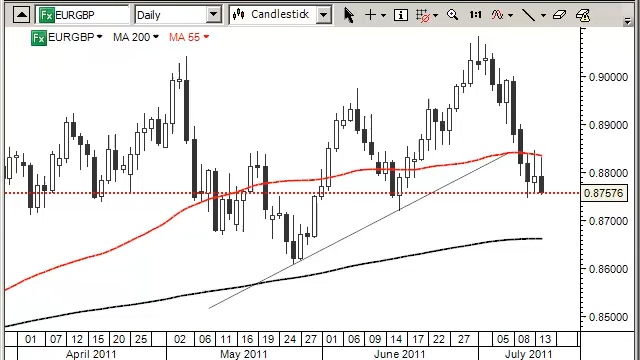 Fx EURGBP Daily Candlestick 1:1
Fx EURGBP MA 200 MA 55
0.90000
0.89000
0.88000
0.87576
0.87000
0.86000
0.85000
01 07 12 15 20 25 02 06 11 16 19 24 27 01 06 09 14 17 22 27 05 08 13
April 2011 May 2011 June 2011 July 2011